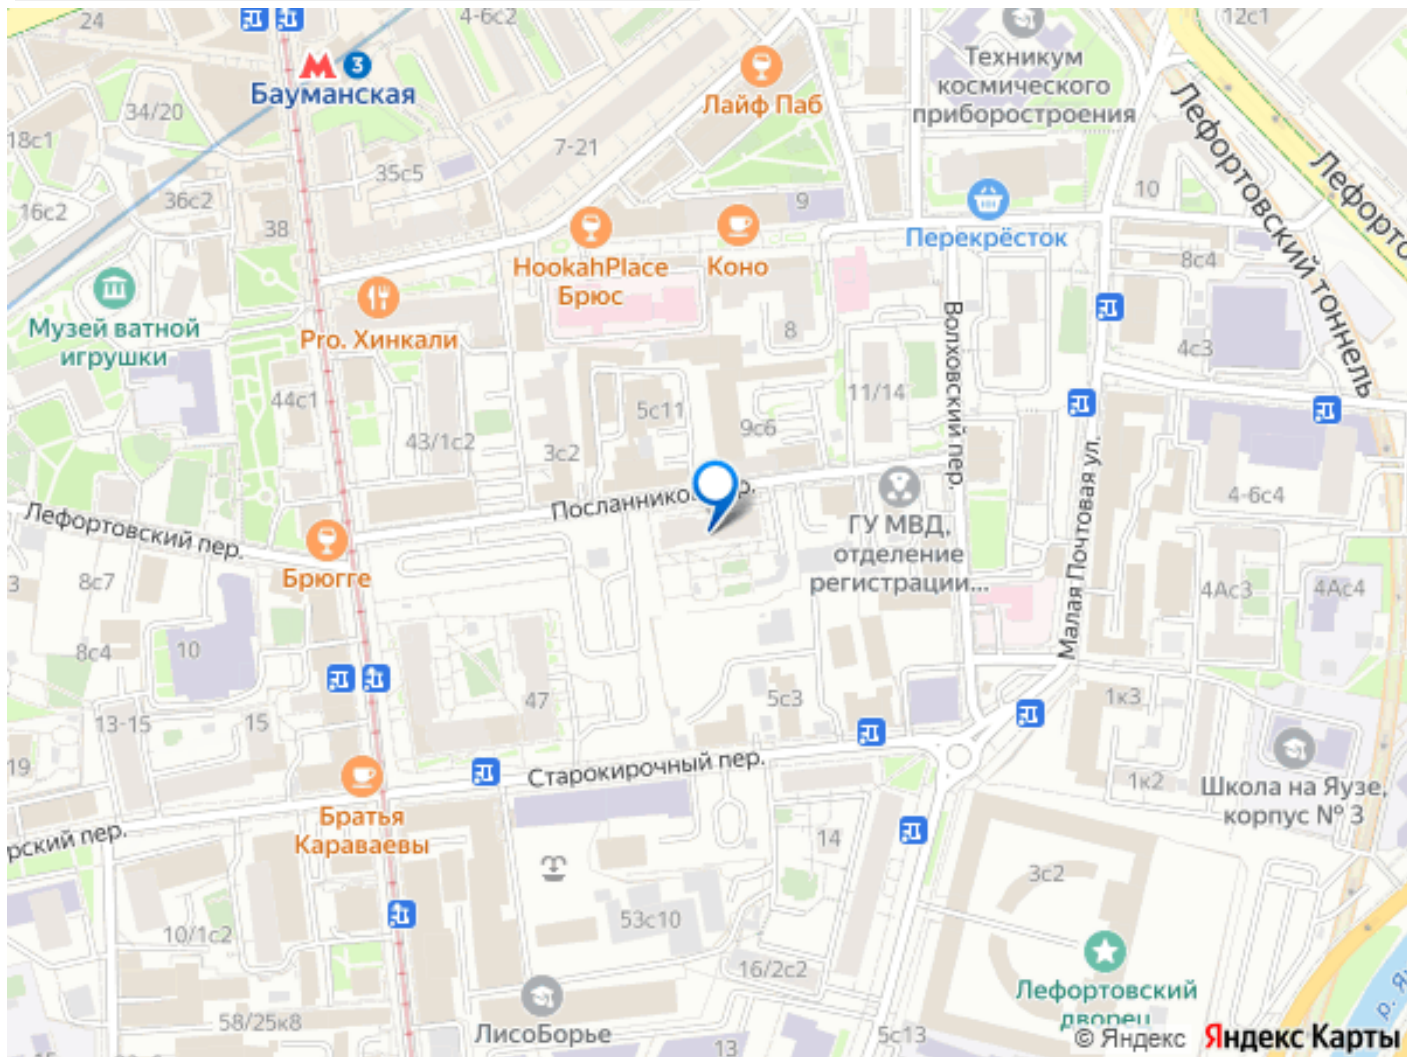 24
4-6с2
12с1
М 3
Бауманская
Техникум
космического
приборостроения
Лайф Паб
34/20
18с1
7-21
35с5
36с2
16с2
38
9
10
Лефортовский тоннель
Лефорто
HookahPlace
Брюс
Коно
Перекрёсток
8с4
Музей ватной
игрушки
Pro. Хинкали
8
Волховский пер.
4с3
44с1
43/1с2
5с11
11/14
3с2
9с6
Посланников
р.
Малая Почтовая ул.
4-6с4
Лефортовский пер.
Брюгге
ГУ МВД,
отделение
регистрации...
3
8с7
4Ас3
4Ас4
8с4
10
47
5с3
1к3
13-15
15
19
Старокирочный пер.
1к2
Школа на Яузе,
корпус № 3
рский пер.
Братья
Караваевы
14
3с2
53с10
10/1с2
16/2с2
Лефортовский
дворец
58/25к8
ЛисоБорье
13
5с13
р. Я
© Яндекс Яндекс Карты